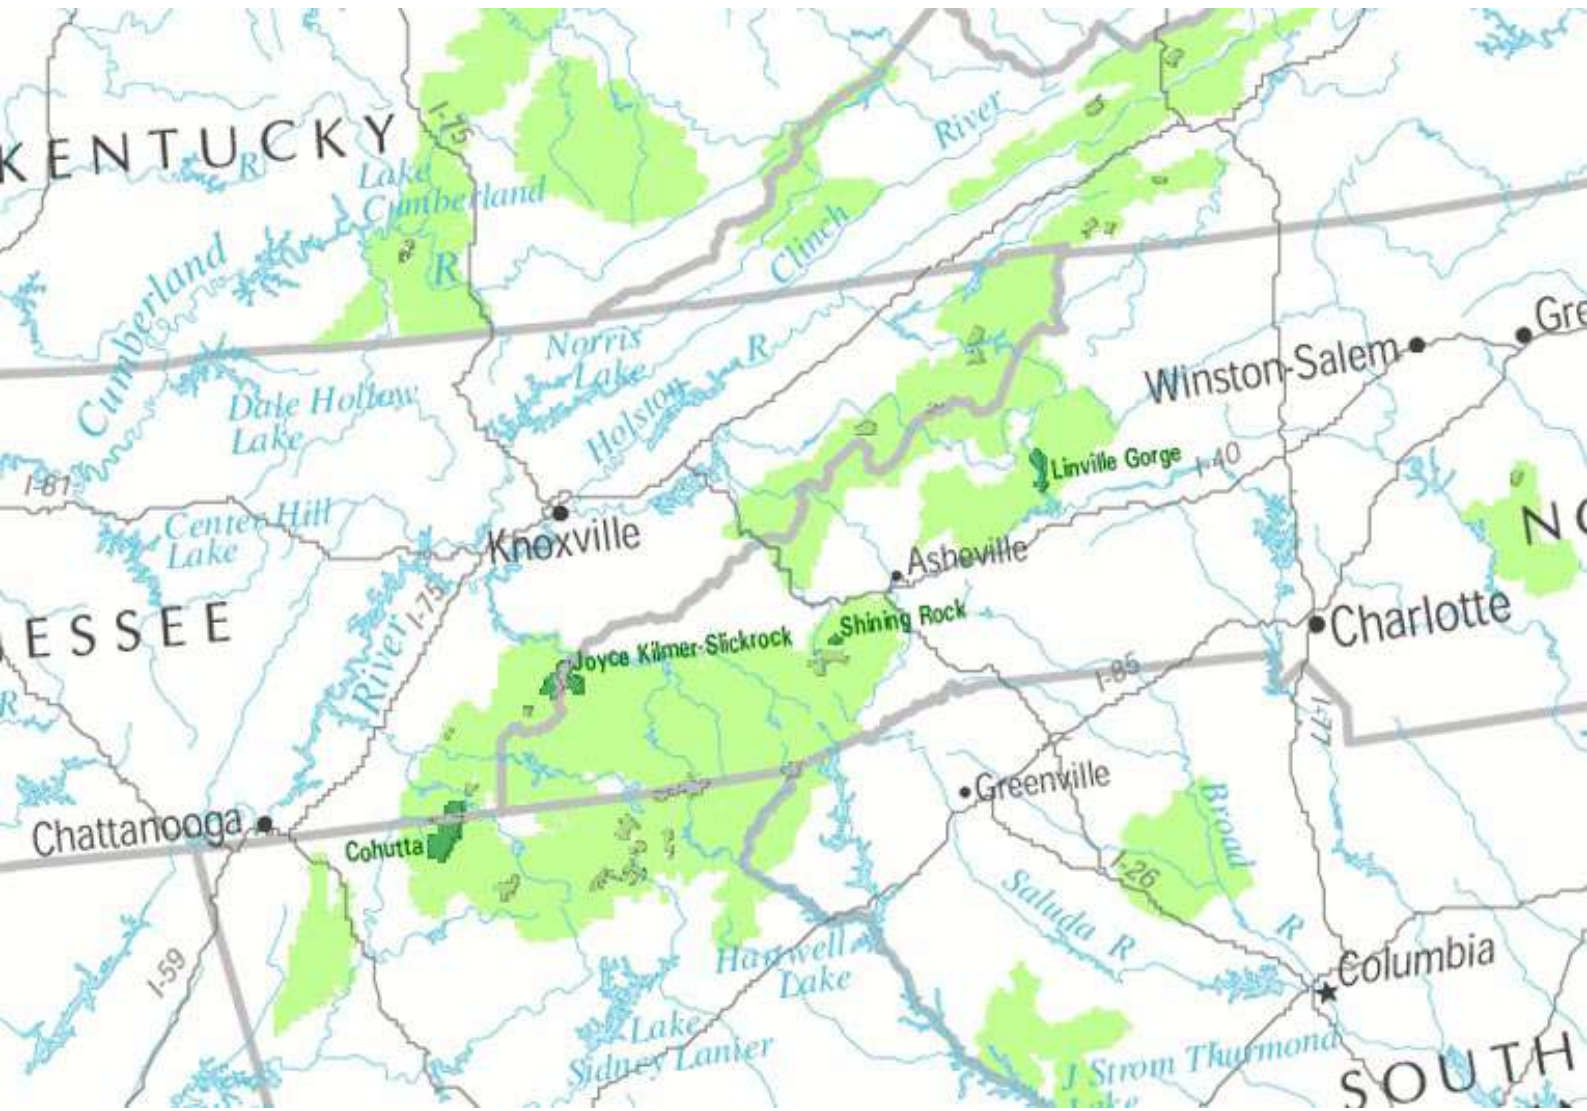 KENTUCKY
I-75
Lake
Cumberland
R
R
River
Clinch
Cumberland
Norris
Lake
R
Holston
Dale Hollow
Lake
Winston-Salem
Gre
I-81
Center Hill
Lake
Knoxville
Linville Gorge
I-40
NO
Asheville
ESSEE
River
I-75
R
Joyce Kilmer-Slickrock
Shining Rock
Charlotte
I-85
I-77
Chattanooga
Cohutta
Greenville
Broad
R
I-26
Saluda R
Columbia
I-59
Hartwell
Lake
Lake
Sidney Lanier
J Strom Thurmond
Lake
SOUTH